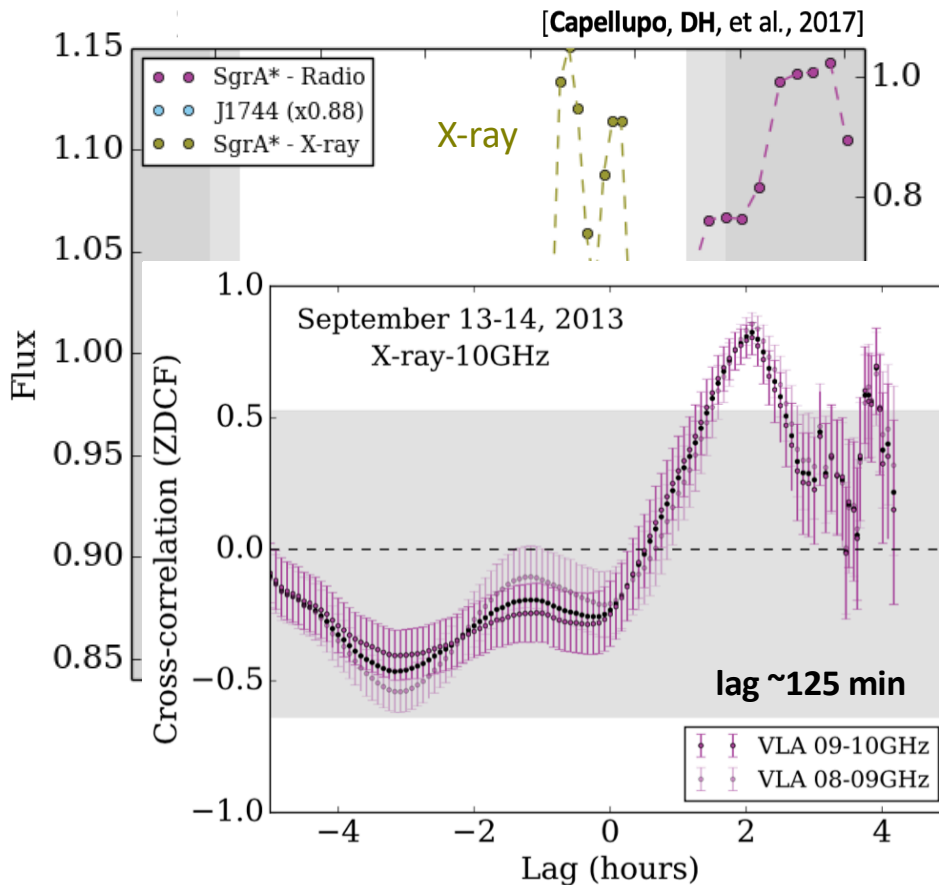 [Capellupo, DH, et al., 2017]
1.15
1.10
1.05
1.00
0.95
0.90
0.85
Flux
SgrA* - Radio
J1744 (x0.88)
SgrA* - X-ray
X-ray
1.0
0.8
September 13-14, 2013
X-ray-10GHz
Cross-correlation (ZDCF)
1.0
0.5
0.0
−0.5
−1.0
lag ~125 min
VLA 09-10GHz
VLA 08-09GHz
−4 −2 0 2 4
Lag (hours)